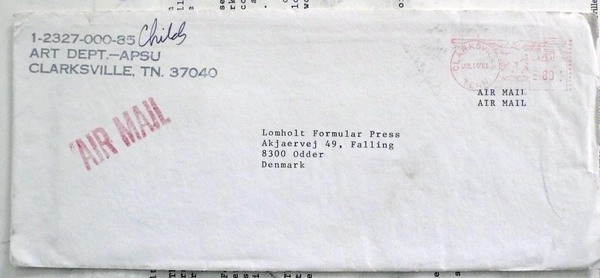 1-2327-000-85 Childs
ART DEPT.—APSU
CLARKSVILLE, TN. 37040
CLARKSVILLE
AIR MAIL
AIR MAIL
AIR MAIL
Lomholt Formular Press
Akjaervej 49, Falling
8300 Odder
Denmark